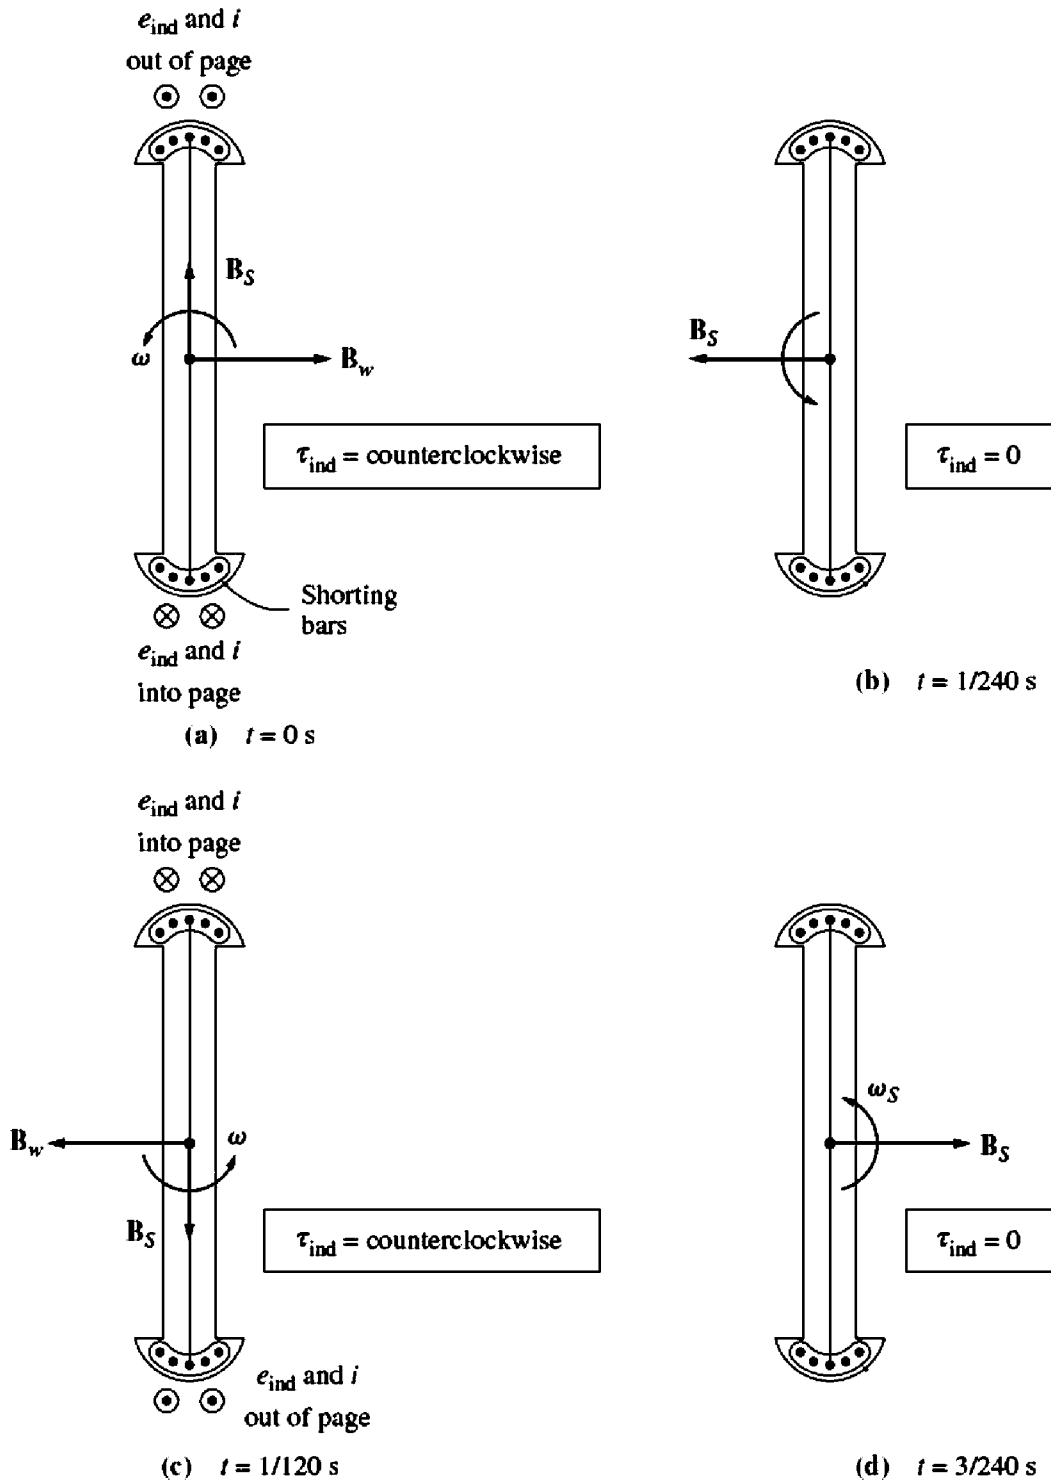 e_ind and i
out of page
B_S
ω
B_w
τ_ind = counterclockwise
Shorting
bars
e_ind and i
into page
(a) t = 0 s
B_S
τ_ind = 0
(b) t = 1/240 s
e_ind and i
into page
B_w
ω
B_S
τ_ind = counterclockwise
e_ind and i
out of page
(c) t = 1/120 s
ω_S
B_S
τ_ind = 0
(d) t = 3/240 s